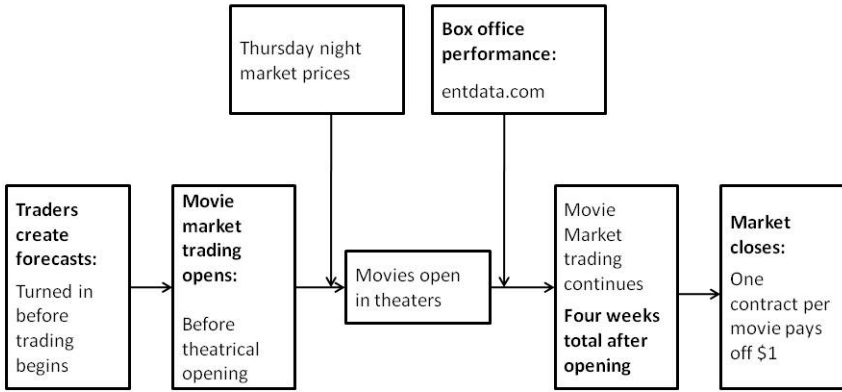 Thursday night
market prices
Box office
performance:
entdata.com
Traders
create
forecasts:
Turned in
before
trading
begins
Movie
market
trading
opens:
Before
theatrical
opening
Movies open
in theaters
Movie
Market
trading
continues
Four weeks
total after
opening
Market
closes:
One
contract per
movie pays
off $1